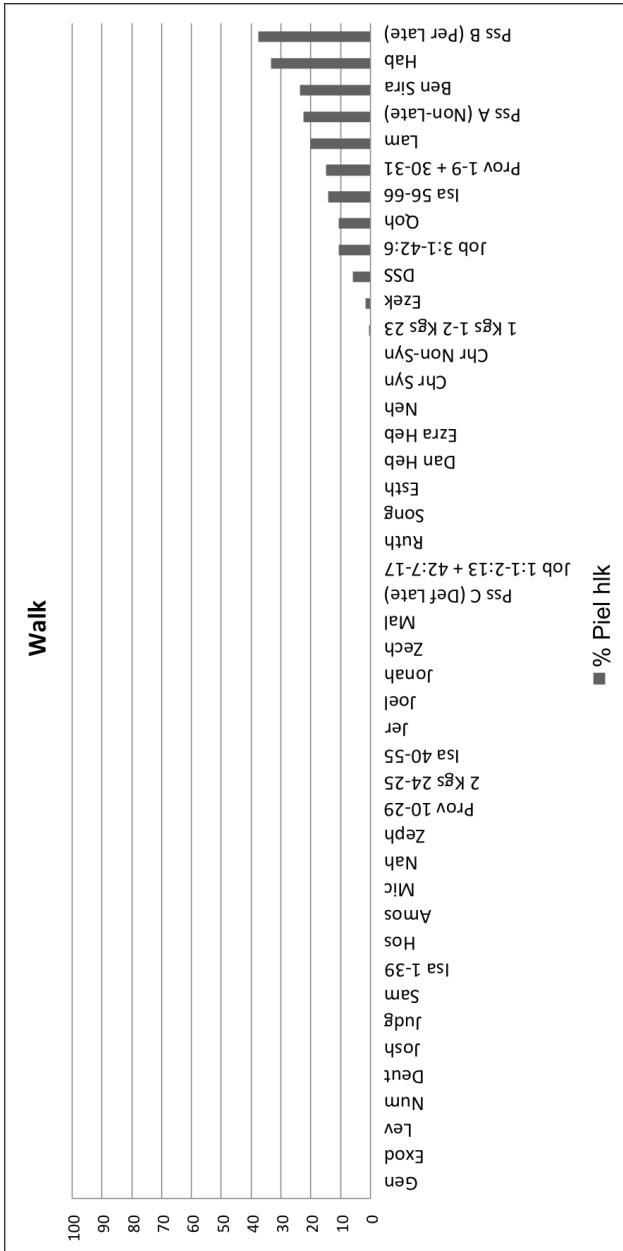 Walk
100
90
80
70
60
50
40
30
20
10
0
Gen
Exod
Lev
Num
Deut
Josh
Judg
Sam
Isa 1-39
Hos
Amos
Mic
Nah
Zeph
Prov 10-29
2 Kgs 24-25
Isa 40-55
Jer
Joel
Jonah
Zech
Mal
Pss C (Def Late)
Job 1:1-2:13 + 42:7-17
Ruth
Song
Esth
Dan Heb
Ezra Heb
Neh
Chr Syn
Chr Non-Syn
1 Kgs 1-2 Kgs 23
Ezek
DSS
Job 3:1-42:6
Qoh
Isa 56-66
Prov 1-9 + 30-31
Lam
Pss A (Non-Late)
Ben Sira
Hab
Pss B (Per Late)
% Piel hlk